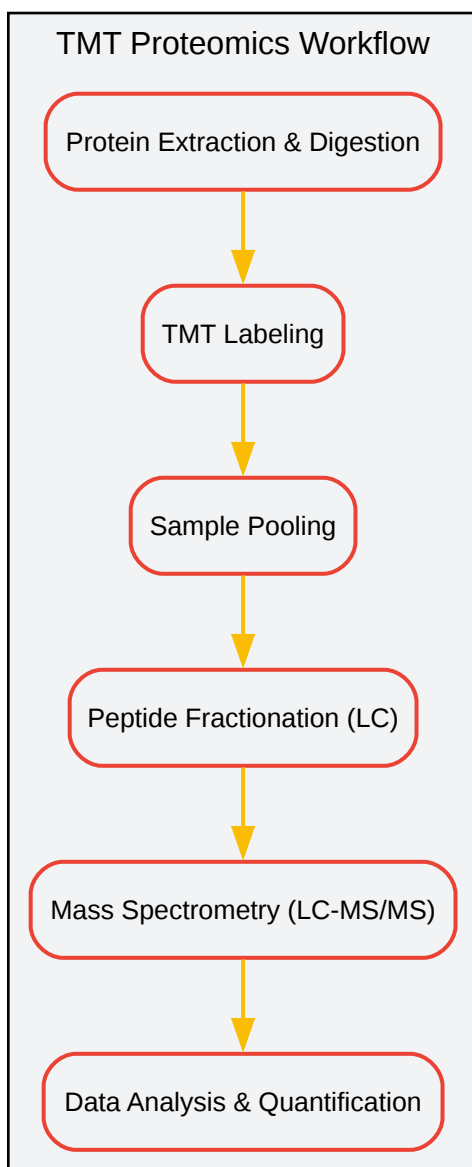 TMT Proteomics Workflow
Protein Extraction & Digestion
TMT Labeling
Sample Pooling
Peptide Fractionation (LC)
Mass Spectrometry (LC-MS/MS)
Data Analysis & Quantification